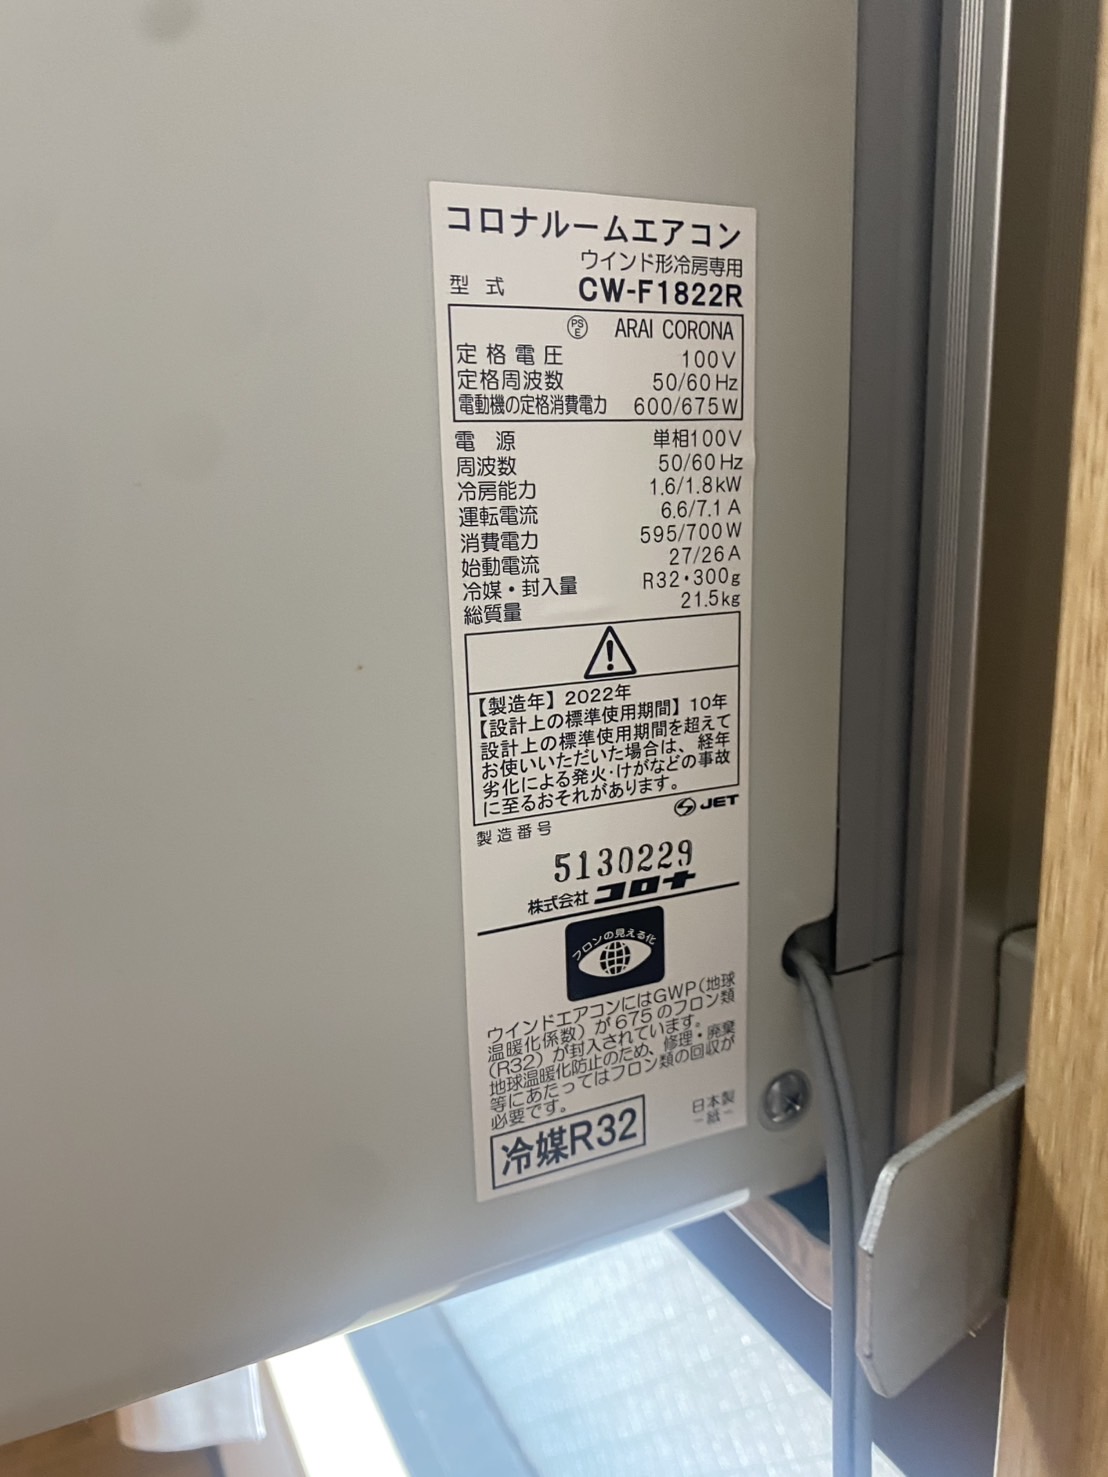 コロナルームエアコン
ウインド形冷房専用
型式 CW-F1822R
PSE ARAI CORONA
定格電圧 100V
定格周波数 50/60Hz
電動機の定格消費電力 600/675W
電源 単相100V
周波数 50/60Hz
冷房能力 1.6/1.8kW
運転電流 6.6/7.1A
消費電力 595/700W
始動電流 27/26A
冷媒・封入量 R32・300g
総質量 21.5kg
【製造年】2022年
【設計上の標準使用期間】10年
設計上の標準使用期間を超えて
お使いいただいた場合は、経年
劣化による発火・けがなどの事故
に至るおそれがあります。
JET
製造番号
5130229
株式会社 コロナ
フロンの見える化
ウインドエアコンにはGWP(地球
温暖化係数)が675のフロン類
(R32)が封入されています。
地球温暖化防止のため、修理・廃棄
等にあたってはフロン類の回収が
必要です。
冷媒R32
日本製
－紙－